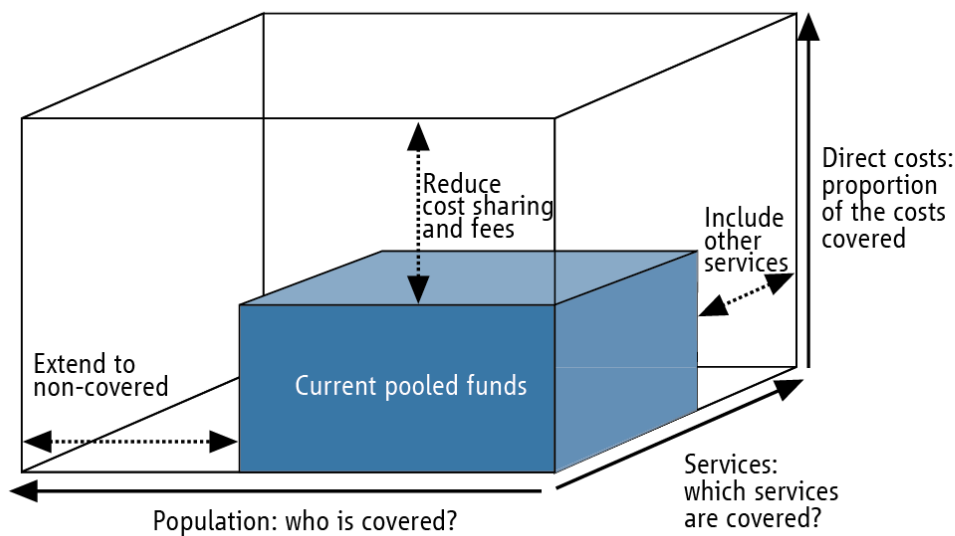 Reduce
cost sharing
and fees
Include
other
services
Direct costs:
proportion
of the costs
covered
Extend to
non-covered
Current pooled funds
Services:
which services
are covered?
Population: who is covered?